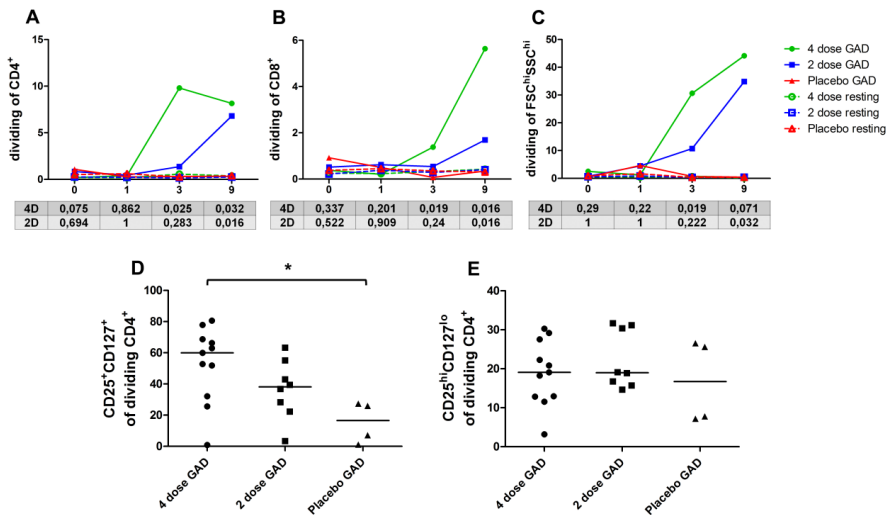 A
B
C
dividing of CD4+
15
10
5
0
0 1 3 9
4D 0,075 0,862 0,025 0,032
2D 0,694 1 0,283 0,016
dividing of CD8+
6
4
2
0
0 1 3 9
4D 0,337 0,201 0,019 0,016
2D 0,522 0,909 0,24 0,016
dividing of FSChiSSChi
50
40
30
20
10
0
0 1 3 9
4D 0,29 0,22 0,019 0,071
2D 1 1 0,222 0,032
4 dose GAD
2 dose GAD
Placebo GAD
4 dose resting
2 dose resting
Placebo resting
D
*
CD25+CD127+
of dividing CD4+
100
80
60
40
20
0
4 dose GAD
2 dose GAD
Placebo GAD
E
CD25hiCD127lo
of dividing CD4+
40
30
20
10
0
4 dose GAD
2 dose GAD
Placebo GAD